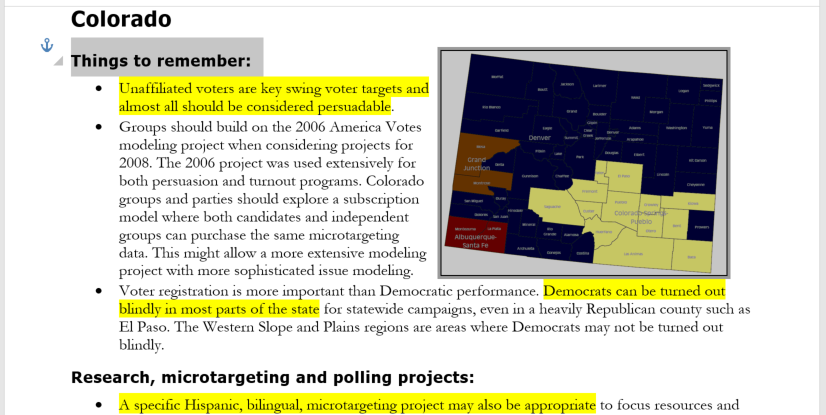 Colorado
Things to remember:
• Unaffiliated voters are key swing voter targets and
almost all should be considered persuadable.
• Groups should build on the 2006 America Votes
modeling project when considering projects for
2008. The 2006 project was used extensively for
both persuasion and turnout programs. Colorado
groups and parties should explore a subscription
model where both candidates and independent
groups can purchase the same microtargeting
data. This might allow a more extensive modeling
project with more sophisticated issue modeling.
Denver
Grand
Junction
Colorado Springs-
Pueblo
Albuquerque-
Santa Fe
• Voter registration is more important than Democratic performance. Democrats can be turned out
blindly in most parts of the state for statewide campaigns, even in a heavily Republican county such as
El Paso. The Western Slope and Plains regions are areas where Democrats may not be turned out
blindly.
Research, microtargeting and polling projects:
• A specific Hispanic, bilingual, microtargeting project may also be appropriate to focus resources and